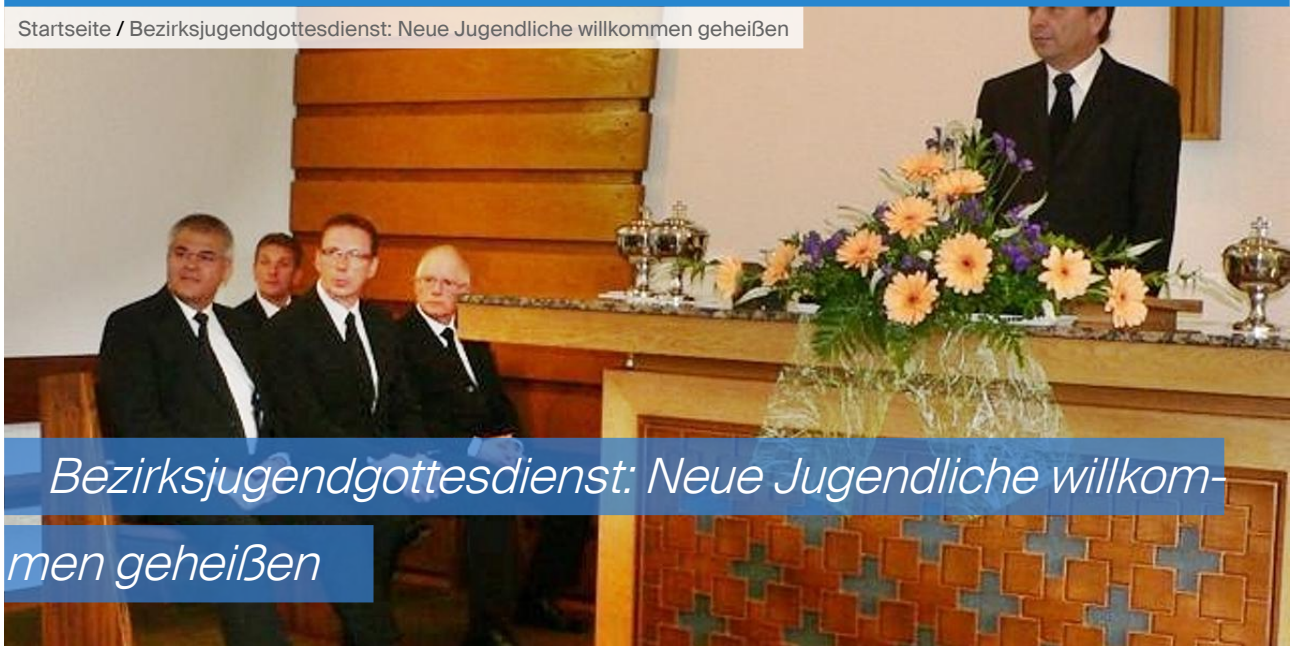 Startseite / Bezirksjugendgottesdienst: Neue Jugendliche willkommen geheißen
Bezirksjugendgottesdienst: Neue Jugendliche willkom-
men geheißen